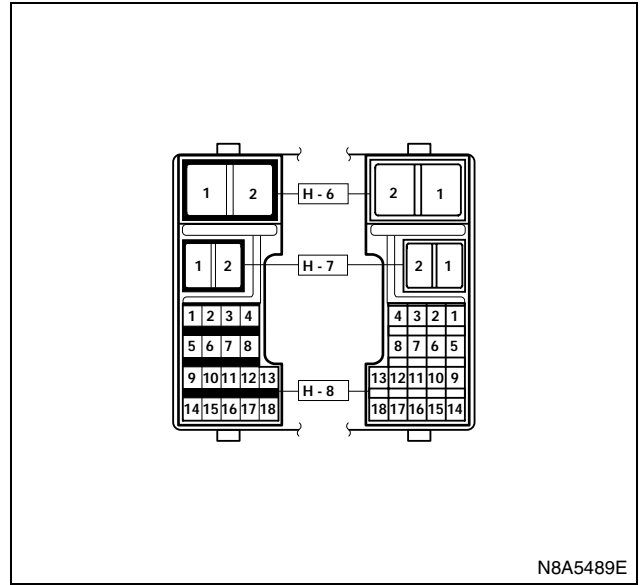 1 2 H - 6 2 1
1 2 H - 7 2 1
1 2 3 4 4 3 2 1
5 6 7 8 8 7 6 5
9 10 11 12 13 H - 8 13 12 11 10 9
14 15 16 17 18 18 17 16 15 14
N8A5489E